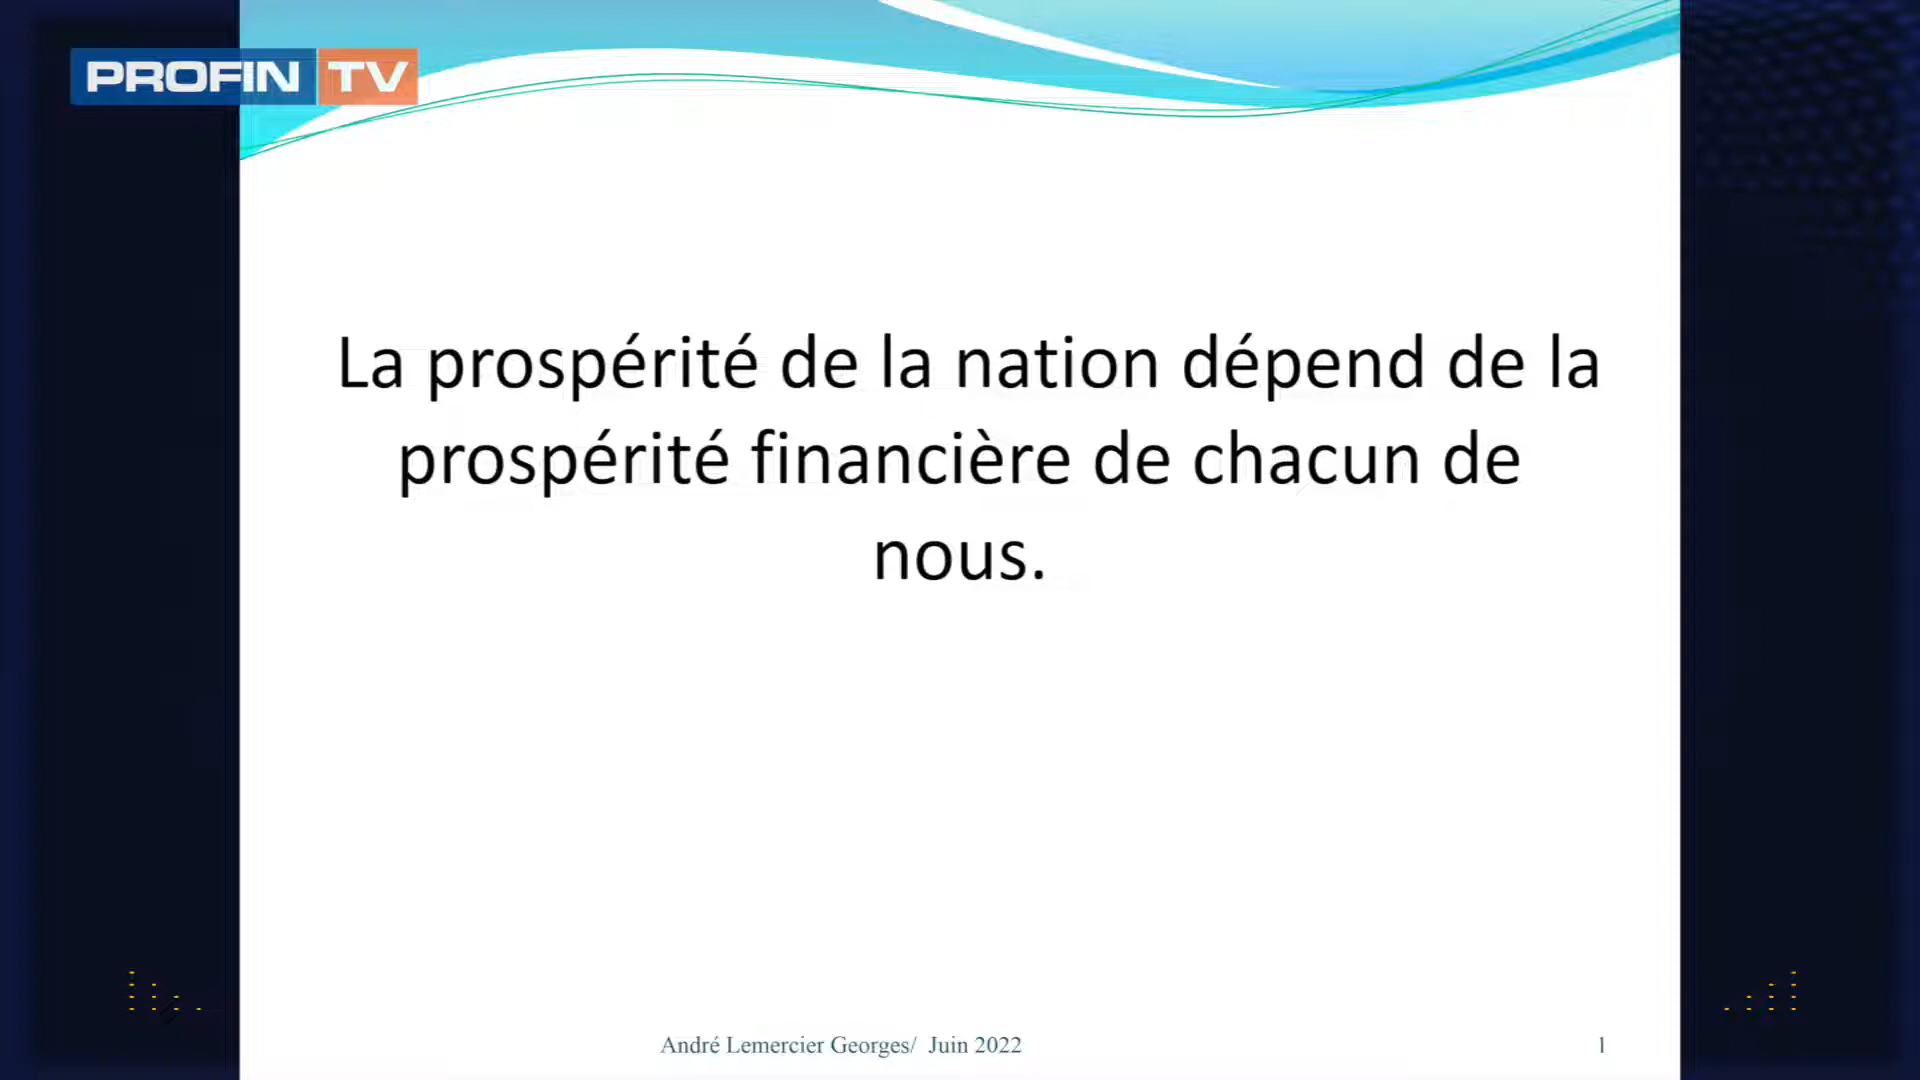 PROFIN TV
La prospérité de la nation dépend de la
prospérité financière de chacun de
nous.
André Lemercier Georges/ Juin 2022
1